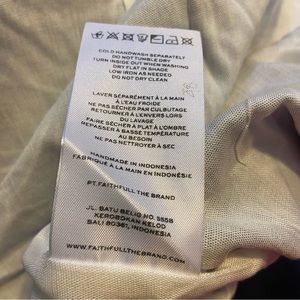 COLD HANDWASH SEPARATELY
DO NOT TUMBLE DRY
TURN INSIDE OUT WHEN WASHING
DRY FLAT IN SHADE
LOW IRON AS NEEDED
DO NOT DRY CLEAN
LAVER SÉPARÉMENT À LA MAIN
À L'EAU FROIDE
NE PAS SÉCHER PAR CULBUTAGE
RETOURNER À L'ENVERS LORS
DU LAVAGE
FAIRE SÉCHER À PLAT À L'OMBRE
REPASSER À BASSE TEMPÉRATURE
AU BESOIN
NE PAS NETTOYER À SEC
HANDMADE IN INDONESIA
FABRIQUÉ À LA MAIN EN INDONÉSIE
PT. FAITHFULL THE BRAND
JL. BATU BELIG NO. 555B
KEROBOKAN KELOD
BALI 80361, INDONESIA
WWW.FAITHFULLTHEBRAND.COM